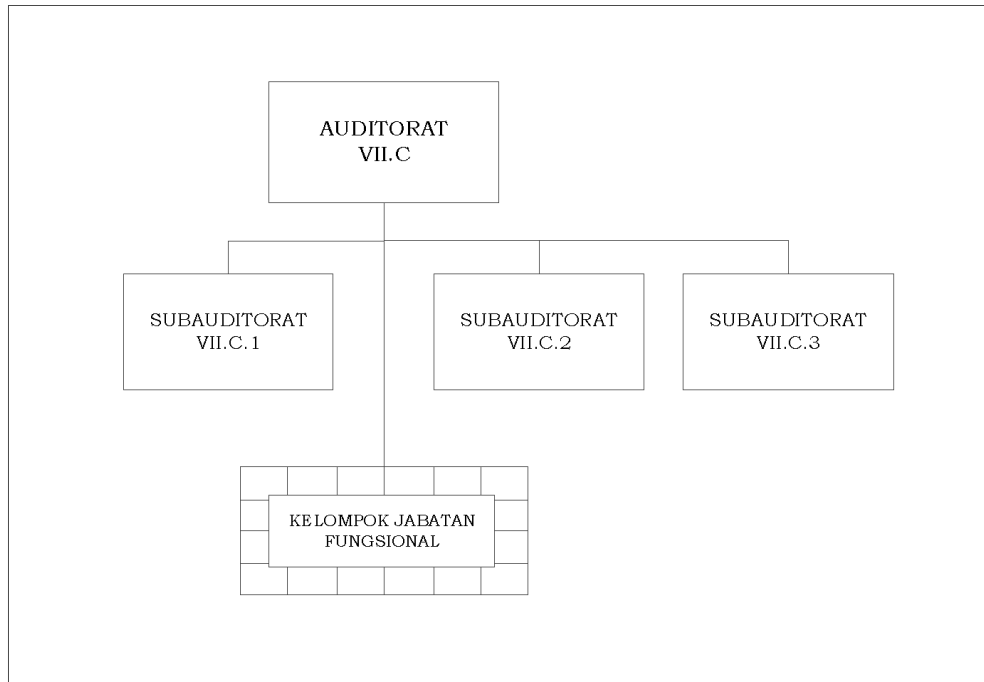 AUDITORAT
VII.C
SUBAUDITORAT
VII.C.1
SUBAUDITORAT
VII.C.2
SUBAUDITORAT
VII.C.3
KELOMPOK JABATAN
FUNGSIONAL